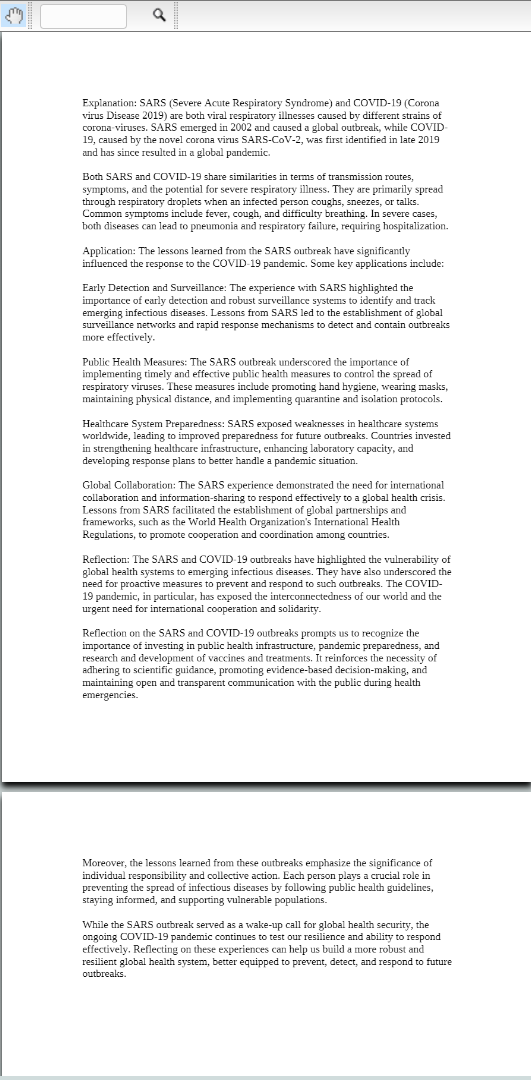 Explanation: SARS (Severe Acute Respiratory Syndrome) and COVID-19 (Corona
virus Disease 2019) are both viral respiratory illnesses caused by different strains of
corona-viruses. SARS emerged in 2002 and caused a global outbreak, while COVID-
19, caused by the novel corona virus SARS-CoV-2, was first identified in late 2019
and has since resulted in a global pandemic.
Both SARS and COVID-19 share similarities in terms of transmission routes,
symptoms, and the potential for severe respiratory illness. They are primarily spread
through respiratory droplets when an infected person coughs, sneezes, or talks.
Common symptoms include fever, cough, and difficulty breathing. In severe cases,
both diseases can lead to pneumonia and respiratory failure, requiring hospitalization.
Application: The lessons learned from the SARS outbreak have significantly
influenced the response to the COVID-19 pandemic. Some key applications include:
Early Detection and Surveillance: The experience with SARS highlighted the
importance of early detection and robust surveillance systems to identify and track
emerging infectious diseases. Lessons from SARS led to the establishment of global
surveillance networks and rapid response mechanisms to detect and contain outbreaks
more effectively.
Public Health Measures: The SARS outbreak underscored the importance of
implementing timely and effective public health measures to control the spread of
respiratory viruses. These measures include promoting hand hygiene, wearing masks,
maintaining physical distance, and implementing quarantine and isolation protocols.
Healthcare System Preparedness: SARS exposed weaknesses in healthcare systems
worldwide, leading to improved preparedness for future outbreaks. Countries invested
in strengthening healthcare infrastructure, enhancing laboratory capacity, and
developing response plans to better handle a pandemic situation.
Global Collaboration: The SARS experience demonstrated the need for international
collaboration and information-sharing to respond effectively to a global health crisis.
Lessons from SARS facilitated the establishment of global partnerships and
frameworks, such as the World Health Organization's International Health
Regulations, to promote cooperation and coordination among countries.
Reflection: The SARS and COVID-19 outbreaks have highlighted the vulnerability of
global health systems to emerging infectious diseases. They have also underscored the
need for proactive measures to prevent and respond to such outbreaks. The COVID-
19 pandemic, in particular, has exposed the interconnectedness of our world and the
urgent need for international cooperation and solidarity.
Reflection on the SARS and COVID-19 outbreaks prompts us to recognize the
importance of investing in public health infrastructure, pandemic preparedness, and
research and development of vaccines and treatments. It reinforces the necessity of
adhering to scientific guidance, promoting evidence-based decision-making, and
maintaining open and transparent communication with the public during health
emergencies.
Moreover, the lessons learned from these outbreaks emphasize the significance of
individual responsibility and collective action. Each person plays a crucial role in
preventing the spread of infectious diseases by following public health guidelines,
staying informed, and supporting vulnerable populations.
While the SARS outbreak served as a wake-up call for global health security, the
ongoing COVID-19 pandemic continues to test our resilience and ability to respond
effectively. Reflecting on these experiences can help us build a more robust and
resilient global health system, better equipped to prevent, detect, and respond to future
outbreaks.